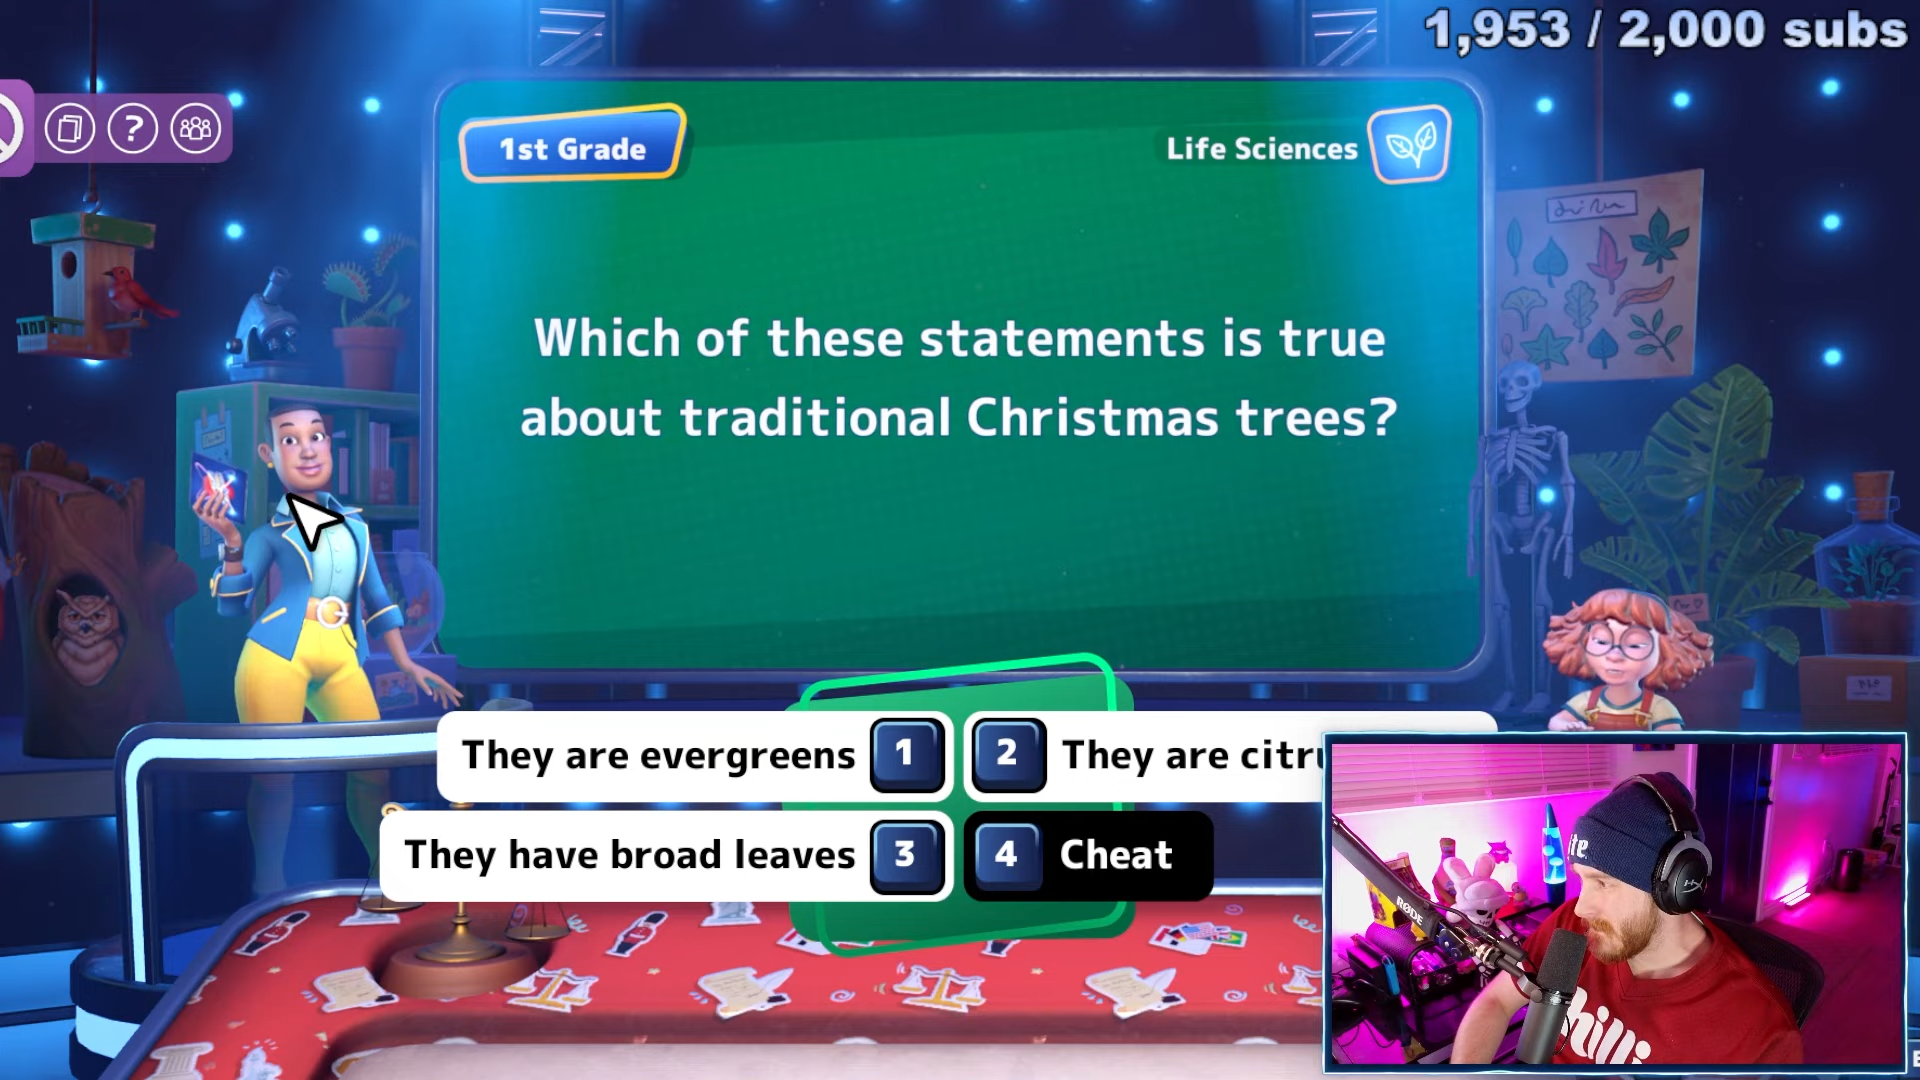 1,953 / 2,000 subs
?
1st Grade
Life Sciences
Which of these statements is true
about traditional Christmas trees?
They are evergreens 1
2 They are
They have broad leaves 3
4 Cheat
RØDE